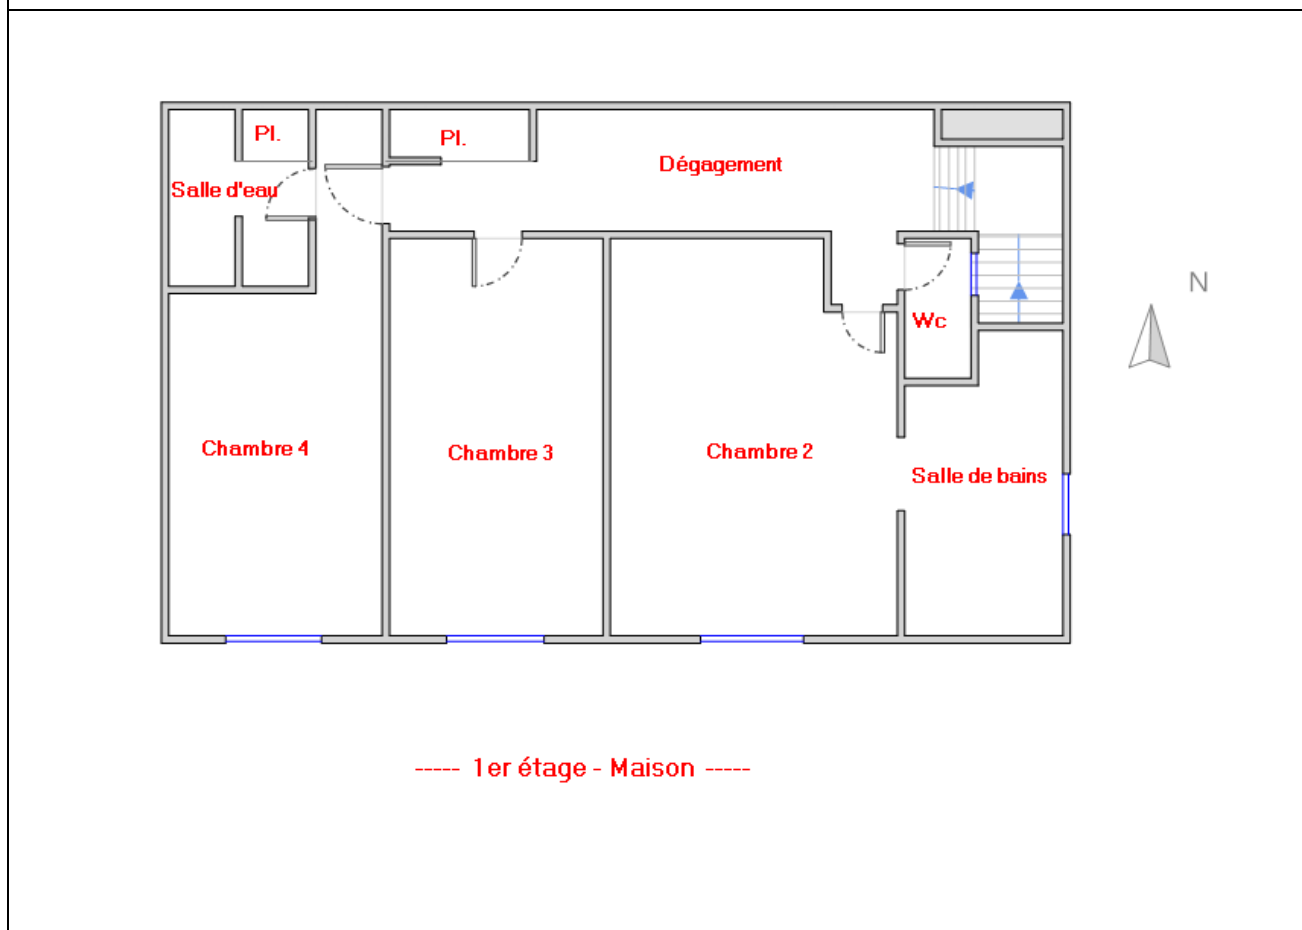 Pl.
Pl.
Dégagement
Salle d'eau
N
Wc
Chambre 4
Chambre 3
Chambre 2
Salle de bains
----- 1er étage - Maison -----